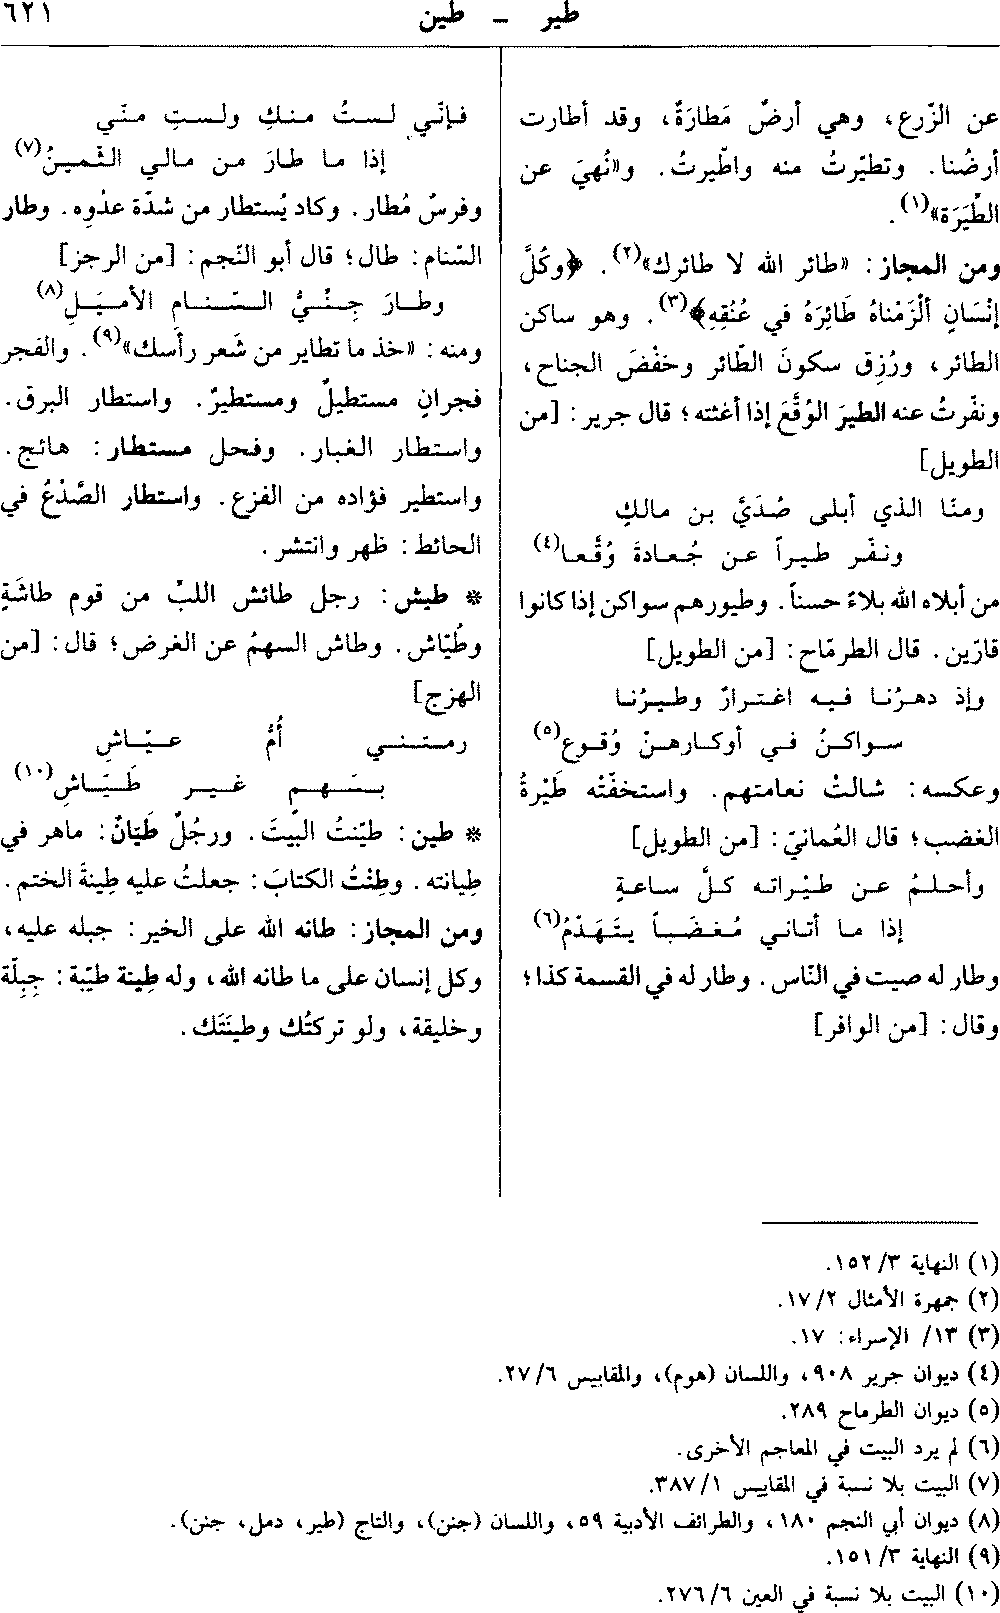 طير - طين ٦٢١
عن الزّرع، وهي أرضٌ مَطارَةٌ، وقد أطارت
أرضُنا. وتطيّرتُ منه واطّيرتُ. و«نُهيَ عن
الطِّيَرَة»(١).
ومن المجاز: «طائر الله لا طائرك»(٢). ﴿وكُلَّ
إنْسَانٍ ألْزَمْناهُ طَائِرَهُ في عُنُقِهِ﴾(٣). وهو ساكن
الطائر، ورُزِق سكونَ الطّائر وخفْضَ الجناح،
ونفّرتُ عنه الطيرَ الوُقَّعَ إذا أغثته؛ قال جرير: [من
الطويل]
ومنّا الذي أبلى صُدَيَّ بن مالكٍ
ونفّر طيراً عن جُعادةَ وُقَّعا(٤)
من أبلاه الله بلاءً حسناً. وطيورهم سواكن إذا كانوا
قارّين. قال الطرمّاح: [من الطويل]
وإذ دهرُنا فيه اغترارٌ وطيرُنا
سواكنُ في أوكارهنّ وُقوعِ(٥)
وعكسه: شالتْ نعامتهم. واستخفّتْه طَيْرةُ
الغضب؛ قال العُمانيّ: [من الطويل]
وأحلمُ عن طيْراته كلَّ ساعةٍ
إذا ما أتاني مُغضَباً يتَهَدّمُ(٦)
وطار له صيت في النّاس. وطار له في القسمة كذا؛
وقال: [من الوافر]
فإنّي لستُ منكِ ولستِ منّي
إذا ما طارَ من مالي الثّمينُ(٧)
وفرسٌ مُطار. وكاد يُستطار من شدّة عدْوِه. وطار
السّنام: طال؛ قال أبو النّجم: [من الرجز]
وطارَ جِنّيُّ السّنام الأميَلِ(٨)
ومنه: «خذ ما تطاير من شَعر رأسك»(٩). والفجر
فجرانِ مستطيلٌ ومستطيرٌ. واستطار البرق.
واستطار الغبار. وفحل مستطار: هائج.
واستطير فؤاده من الفزع. واستطار الصَّدْعُ في
الحائط: ظهر وانتشر.
* طيش: رجل طائش اللبّ من قوم طاشَةٍ
وطُيّاش. وطاش السهمُ عن الغرض؛ قال: [من
الهزج]
رمتني أُمُّ عيّاشِ
بسهم غير طَيّاشِ(١٠)
* طين: طيّنتُ البَّيتَ. ورجُلٌ طَيّانٌ: ماهر في
طِيانته. وطِنْتُ الكتابَ: جعلتُ عليه طِينةَ الختم.
ومن المجاز: طانه الله على الخير: جبله عليه،
وكل إنسان على ما طانه الله، وله طِينة طيّبة: جِبِلّة
وخليقة، ولو تركتُك وطينَتَك.
(١) النهاية ٣/ ١٥٢.
(٢) جمهرة الأمثال ٢/ ١٧.
(٣) ١٣/ الإسراء: ١٧.
(٤) ديوان جرير ٩٠٨، واللسان (هوم)، والمقاييس ٦/ ٢٧.
(٥) ديوان الطرماح ٢٨٩.
(٦) لم يرد البيت في المعاجم الأخرى.
(٧) البيت بلا نسبة في المقاييس ١/ ٣٨٧.
(٨) ديوان أبي النجم ١٨٠، والطرائف الأدبية ٥٩، واللسان (جنن)، والتاج (طير، دمل، جنن).
(٩) النهاية ٣/ ١٥١.
(١٠) البيت بلا نسبة في العين ٦/ ٢٧٦.